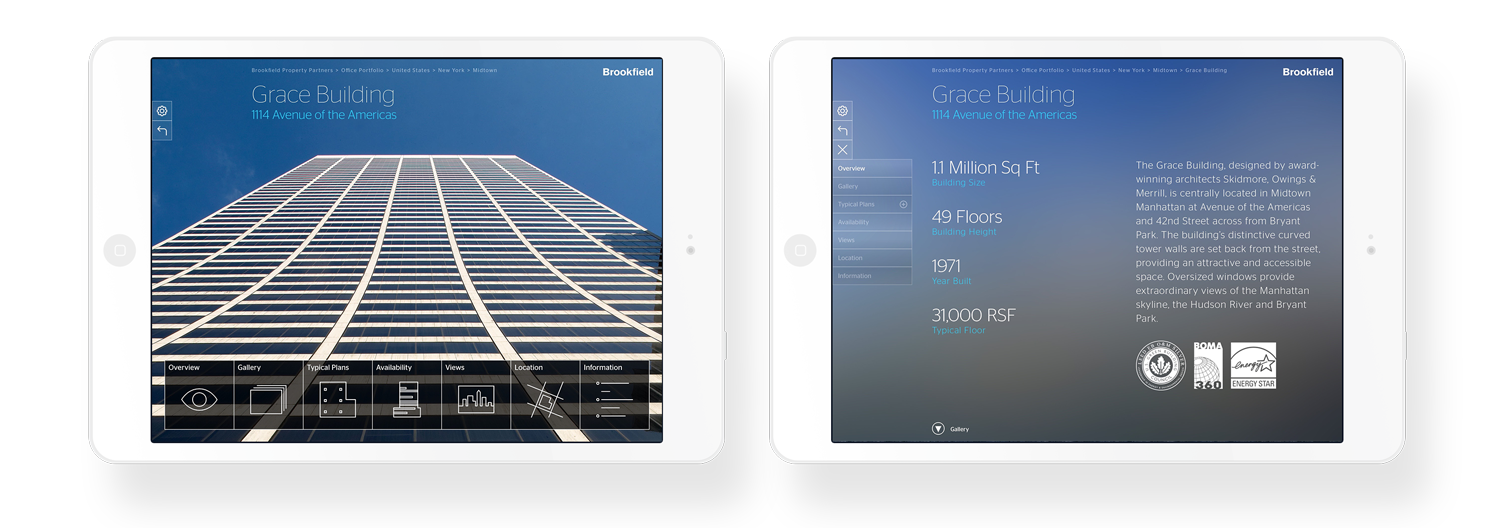 Brookfield Property Partners > Office Portfolio > United States > New York > Midtown
Brookfield
Grace Building
1114 Avenue of the Americas
Overview
Gallery
Typical Plans
Availability
Views
Location
Information
Brookfield Property Partners > Office Portfolio > United States > New York > Midtown > Grace Building
Brookfield
Grace Building
1114 Avenue of the Americas
Overview
Gallery
Typical Plans
Availability
Views
Location
Information
1.1 Million Sq Ft
Building Size
49 Floors
Building Height
1971
Year Built
31,000 RSF
Typical Floor
The Grace Building, designed by award-
winning architects Skidmore, Owings &
Merrill, is centrally located in Midtown
Manhattan at Avenue of the Americas
and 42nd Street across from Bryant
Park. The building's distinctive curved
tower walls are set back from the street,
providing an attractive and accessible
space. Oversized windows provide
extraordinary views of the Manhattan
skyline, the Hudson River and Bryant
Park.
BOMA
360
energy
ENERGY STAR
Gallery